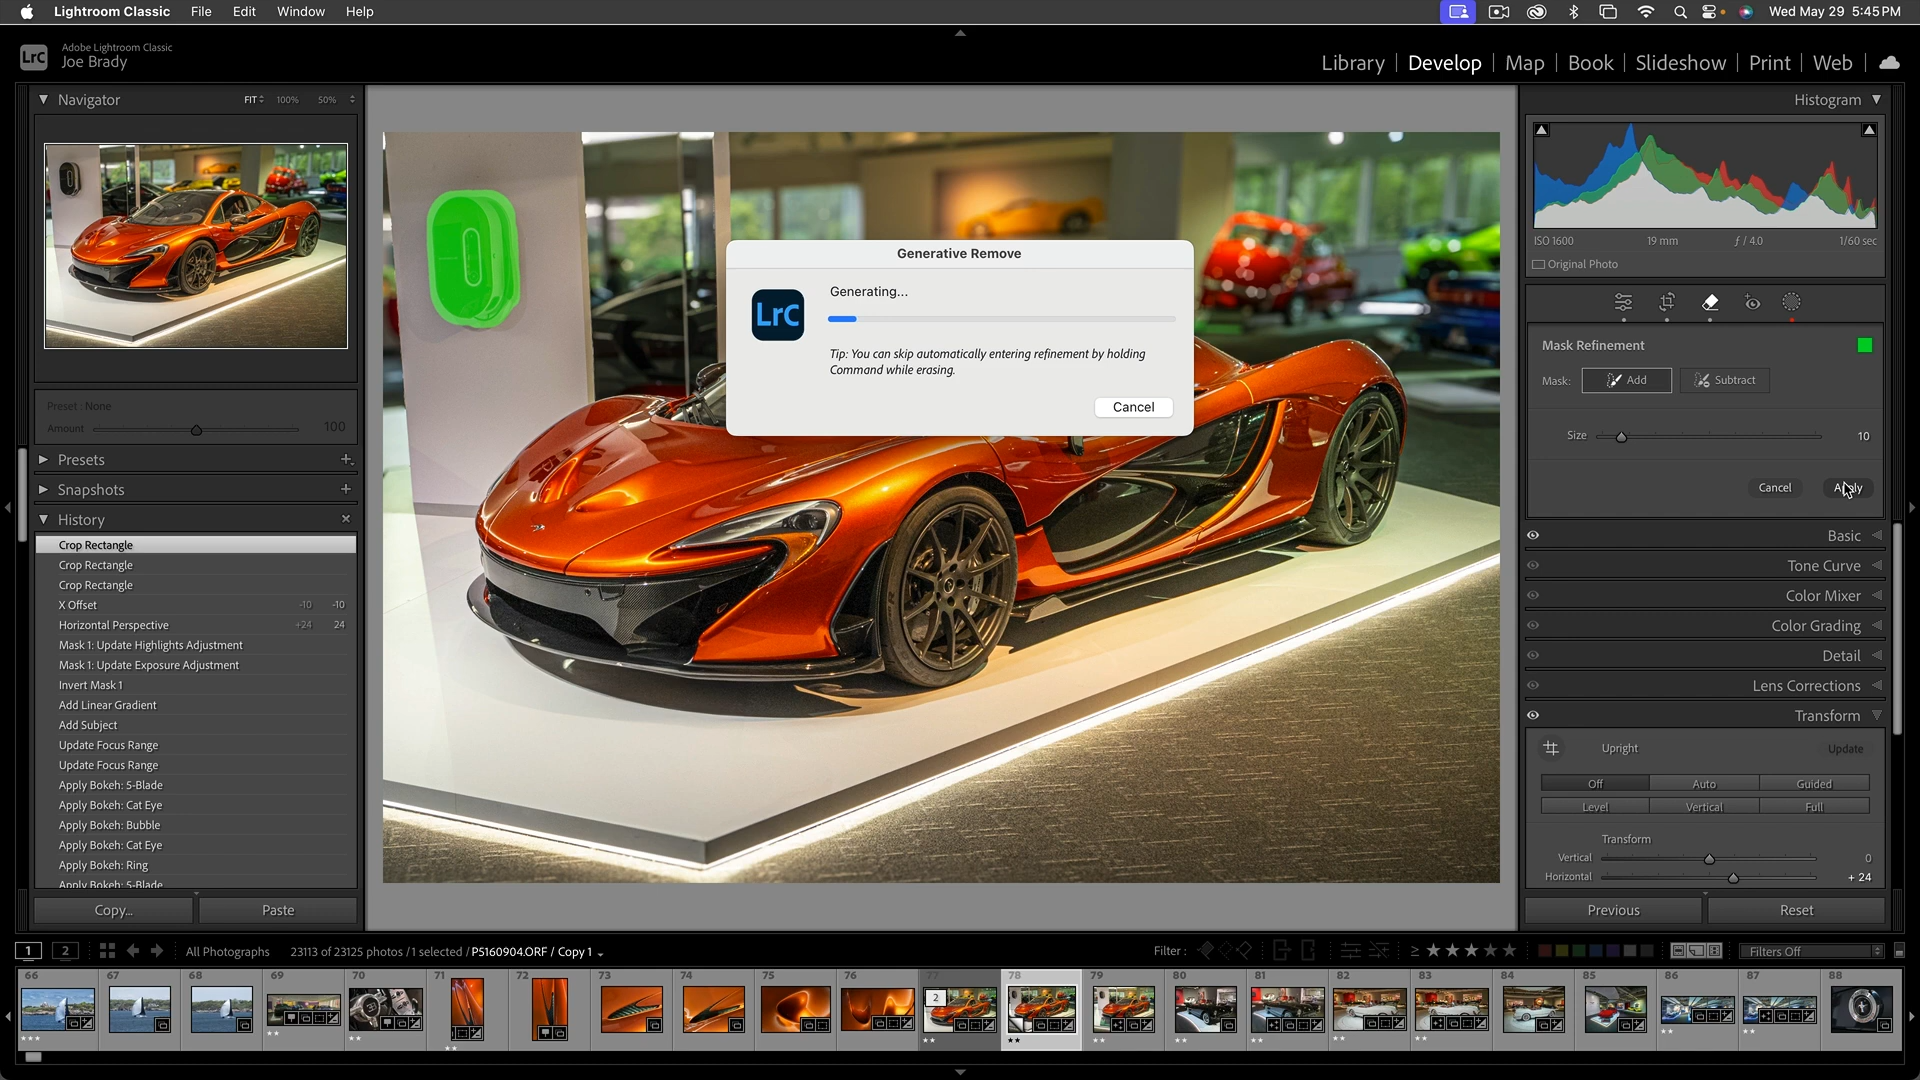 Lightroom Classic File Edit Window Help
Wed May 29 5:45 PM
LrC
Adobe Lightroom Classic
Joe Brady
Library | Develop | Map | Book | Slideshow | Print | Web |
Navigator
FIT 100% 50%
Preset : None
Amount 100
Presets
Snapshots
History
Crop Rectangle
Crop Rectangle
Crop Rectangle
X Offset -10 -10
Horizontal Perspective +24 24
Mask 1: Update Highlights Adjustment
Mask 1: Update Exposure Adjustment
Invert Mask 1
Add Linear Gradient
Add Subject
Update Focus Range
Update Focus Range
Apply Bokeh: 5-Blade
Apply Bokeh: Cat Eye
Apply Bokeh: Bubble
Apply Bokeh: Cat Eye
Apply Bokeh: Ring
Apply Bokeh: 5-Blade
Copy... Paste
Generative Remove
LrC
Generating...
Tip: You can skip automatically entering refinement by holding
Command while erasing.
Cancel
Histogram
ISO 1600 19 mm ƒ / 4.0 1/60 sec
Original Photo
Mask Refinement
Mask: Add Subtract
Size 10
Cancel Apply
Basic
Tone Curve
Color Mixer
Color Grading
Detail
Lens Corrections
Transform
Upright Update
Off Auto Guided
Level Vertical Full
Transform
Vertical 0
Horizontal + 24
Previous Reset
1 2 All Photographs 23113 of 23125 photos / 1 selected / P5160904.ORF / Copy 1
Filter : ≥ Filters Off
66 67 68 69 70 71 72 73 74 75 76 77 78 79 80 81 82 83 84 85 86 87 88
2